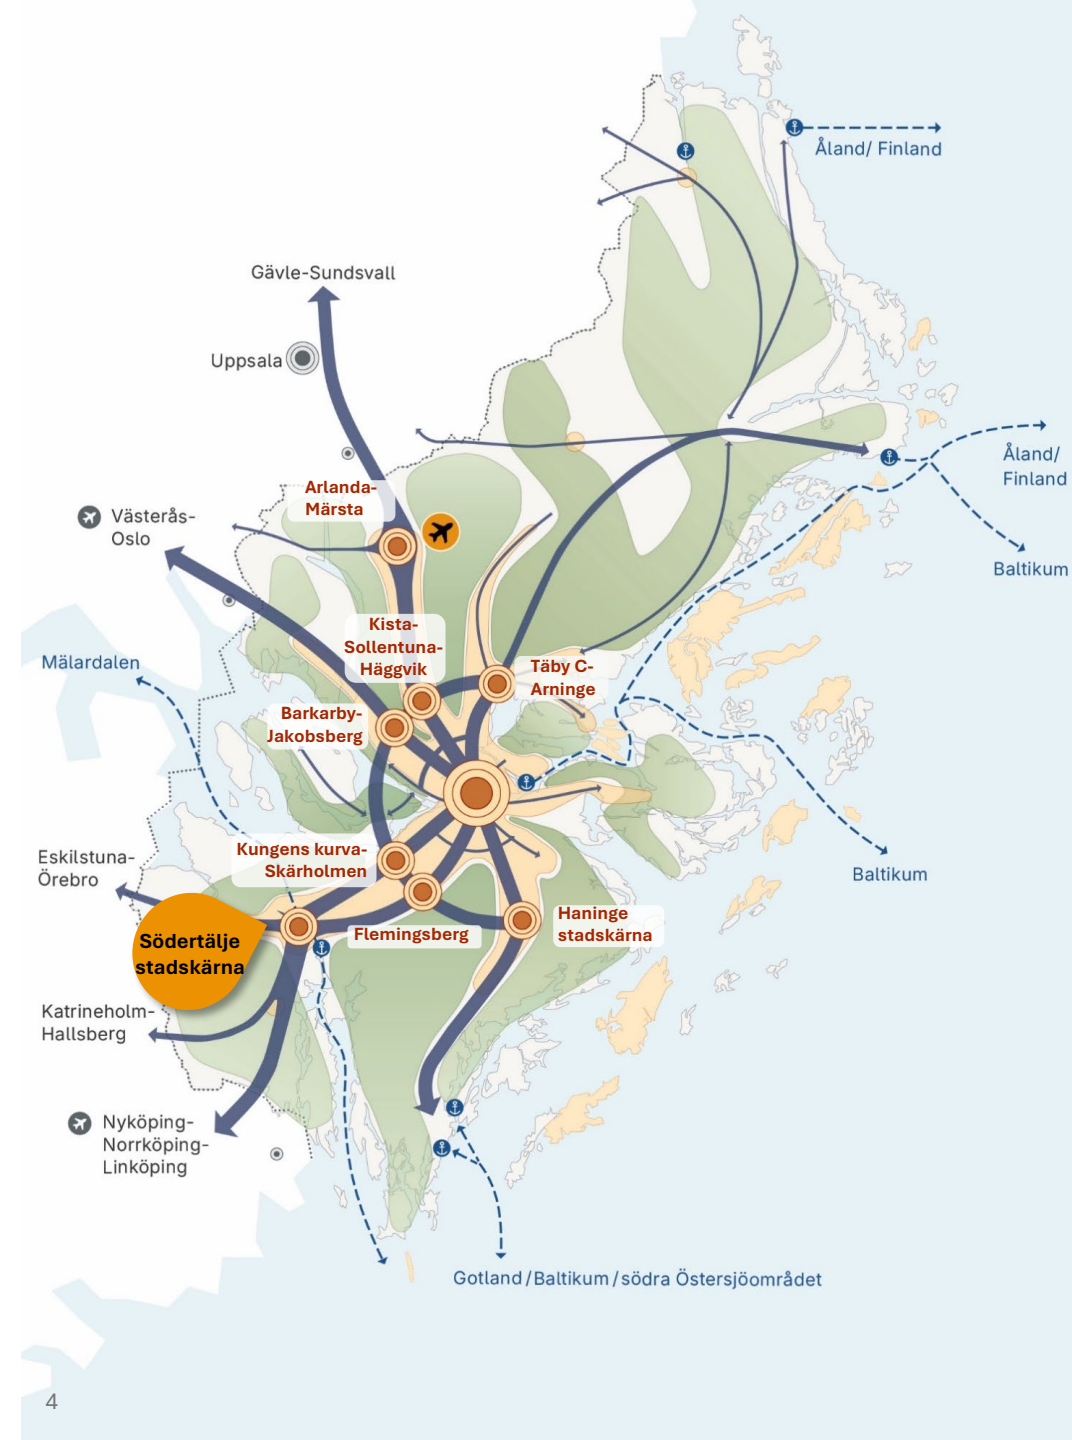 Åland/ Finland
Gävle-Sundsvall
Uppsala
Åland/
Finland
Arlanda-
Märsta
Västerås-
Oslo
Baltikum
Kista-
Sollentuna-
Häggvik
Mälardalen
Täby C-
Arninge
Barkarby-
Jakobsberg
Kungens kurva-
Skärholmen
Eskilstuna-
Örebro
Baltikum
Haninge
stadskärna
Flemingsberg
Södertälje
stadskärna
Katrineholm-
Hallsberg
Nyköping-
Norrköping-
Linköping
Gotland/Baltikum/södra Östersjöområdet
4